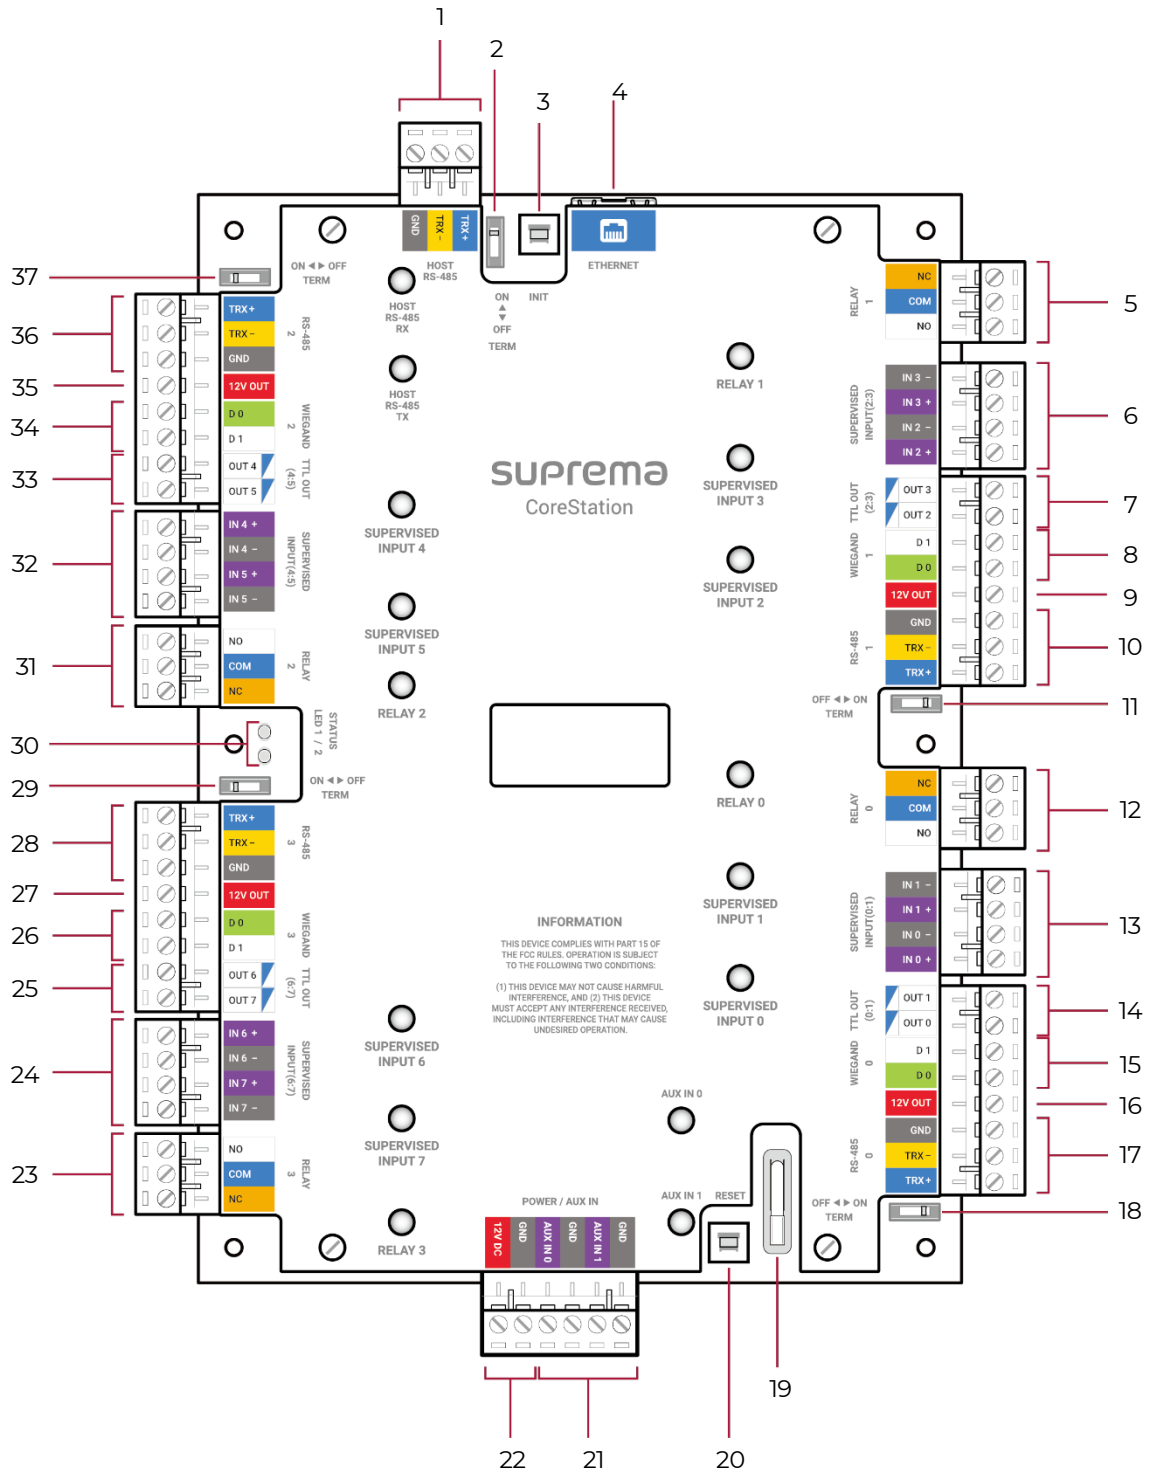 1
2
3
4
GND
TRX -
TRX +
HOST
RS-485
ON
OFF
TERM
INIT
ETHERNET
ON ◀ ▶ OFF
TERM
HOST
RS-485
RX
HOST
RS-485
TX
37
36
35
34
33
32
31
30
29
28
27
26
25
24
23
TRX +
TRX -
GND
RS-485
2
12V OUT
D 0
D 1
WIEGAND
2
OUT 4
OUT 5
TTL OUT
(4:5)
IN 4 +
IN 4 -
IN 5 +
IN 5 -
SUPERVISED
INPUT(4:5)
NO
COM
NC
RELAY
2
STATUS
LED 1 / 2
ON ◀ ▶ OFF
TERM
TRX +
TRX -
GND
RS-485
3
12V OUT
D 0
D 1
WIEGAND
3
OUT 6
OUT 7
TTL OUT
(6:7)
IN 6 +
IN 6 -
IN 7 +
IN 7 -
SUPERVISED
INPUT(6:7)
NO
COM
NC
RELAY
3
SUPERVISED
INPUT 4
SUPERVISED
INPUT 5
RELAY 2
SUPERVISED
INPUT 6
SUPERVISED
INPUT 7
RELAY 3
suprema
CoreStation
INFORMATION
THIS DEVICE COMPLIES WITH PART 15 OF
THE FCC RULES. OPERATION IS SUBJECT
TO THE FOLLOWING TWO CONDITIONS:
(1) THIS DEVICE MAY NOT CAUSE HARMFUL
INTERFERENCE, AND (2) THIS DEVICE
MUST ACCEPT ANY INTERFERENCE RECEIVED,
INCLUDING INTERFERENCE THAT MAY CAUSE
UNDESIRED OPERATION.
RELAY 1
SUPERVISED
INPUT 3
SUPERVISED
INPUT 2
RELAY 0
SUPERVISED
INPUT 1
SUPERVISED
INPUT 0
AUX IN 0
AUX IN 1
RESET
RELAY
1
NC
COM
NO
SUPERVISED
INPUT(2:3)
IN 3 -
IN 3 +
IN 2 -
IN 2 +
TTL OUT
(2:3)
OUT 3
OUT 2
WIEGAND
1
D 1
D 0
12V OUT
RS-485
1
GND
TRX -
TRX +
OFF ◀ ▶ ON
TERM
RELAY
0
NC
COM
NO
SUPERVISED
INPUT(0:1)
IN 1 -
IN 1 +
IN 0 -
IN 0 +
TTL OUT
(0:1)
OUT 1
OUT 0
WIEGAND
0
D 1
D 0
12V OUT
RS-485
0
GND
TRX -
TRX +
OFF ◀ ▶ ON
TERM
5
6
7
8
9
10
11
12
13
14
15
16
17
18
POWER / AUX IN
12V DC
GND
AUX IN 0
GND
AUX IN 1
GND
19
22
21
20